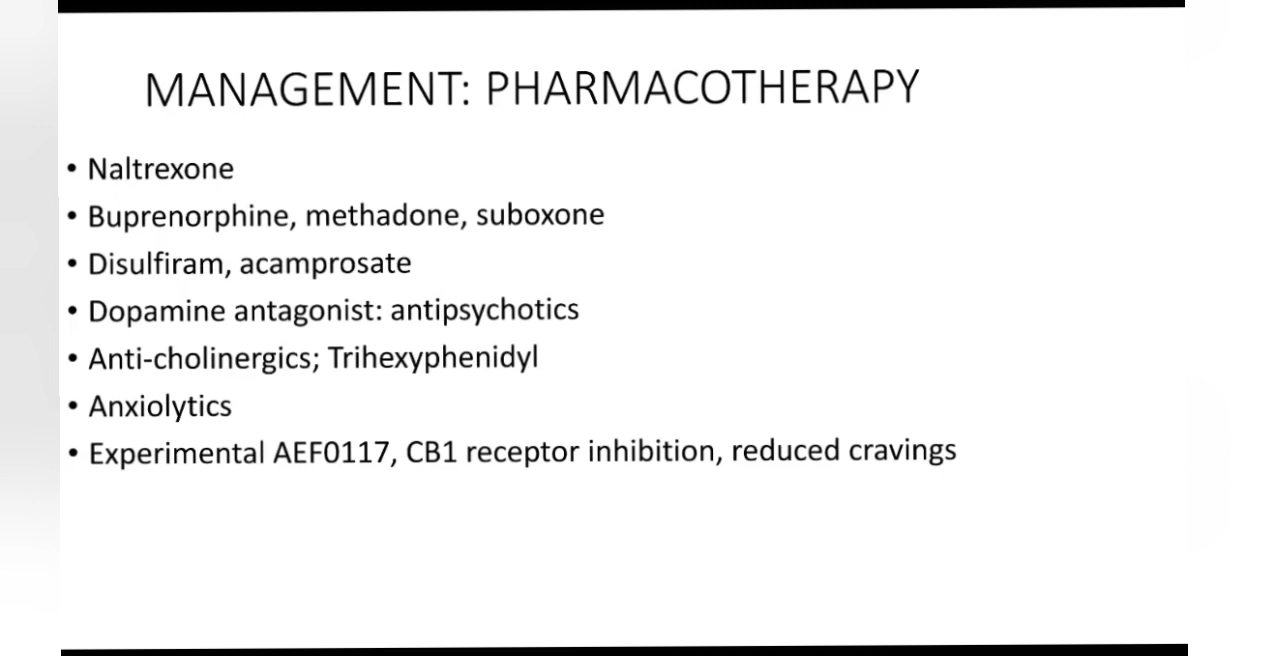 MANAGEMENT: PHARMACOTHERAPY
• Naltrexone
• Buprenorphine, methadone, suboxone
• Disulfiram, acamprosate
• Dopamine antagonist: antipsychotics
• Anti-cholinergics; Trihexyphenidyl
• Anxiolytics
• Experimental AEF0117, CB1 receptor inhibition, reduced cravings